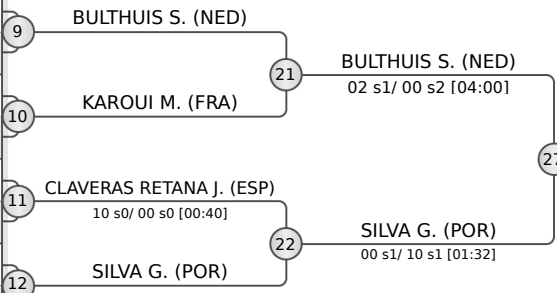 9
BULTHUIS S. (NED)
21
BULTHUIS S. (NED)
02 s1/ 00 s2 [04:00]
10
KAROUI M. (FRA)
27
11
CLAVERAS RETANA J. (ESP)
10 s0/ 00 s0 [00:40]
22
SILVA G. (POR)
00 s1/ 10 s1 [01:32]
12
SILVA G. (POR)